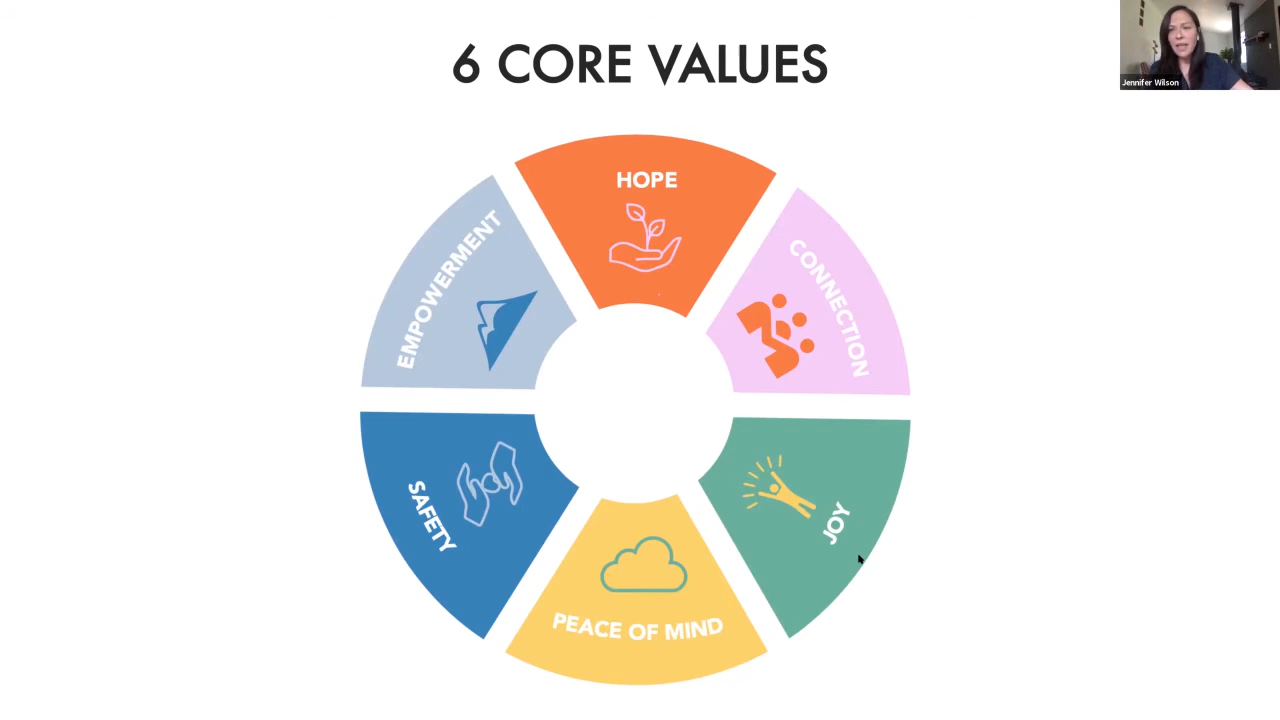 6 CORE VALUES
Jennifer Wilson
HOPE
CONNECTION
JOY
PEACE OF MIND
SAFETY
EMPOWERMENT